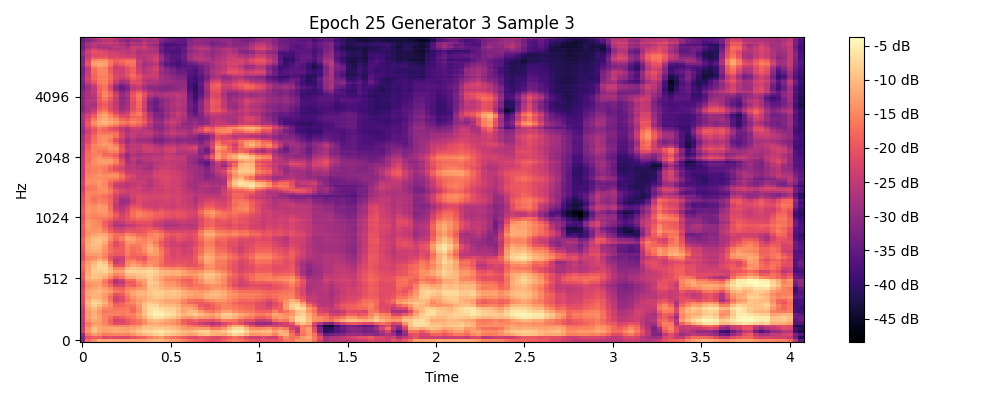 Epoch 25 Generator 3 Sample 3
Hz
4096
2048
1024
512
0
0 0.5 1 1.5 2 2.5 3 3.5 4
Time
-5 dB
-10 dB
-15 dB
-20 dB
-25 dB
-30 dB
-35 dB
-40 dB
-45 dB